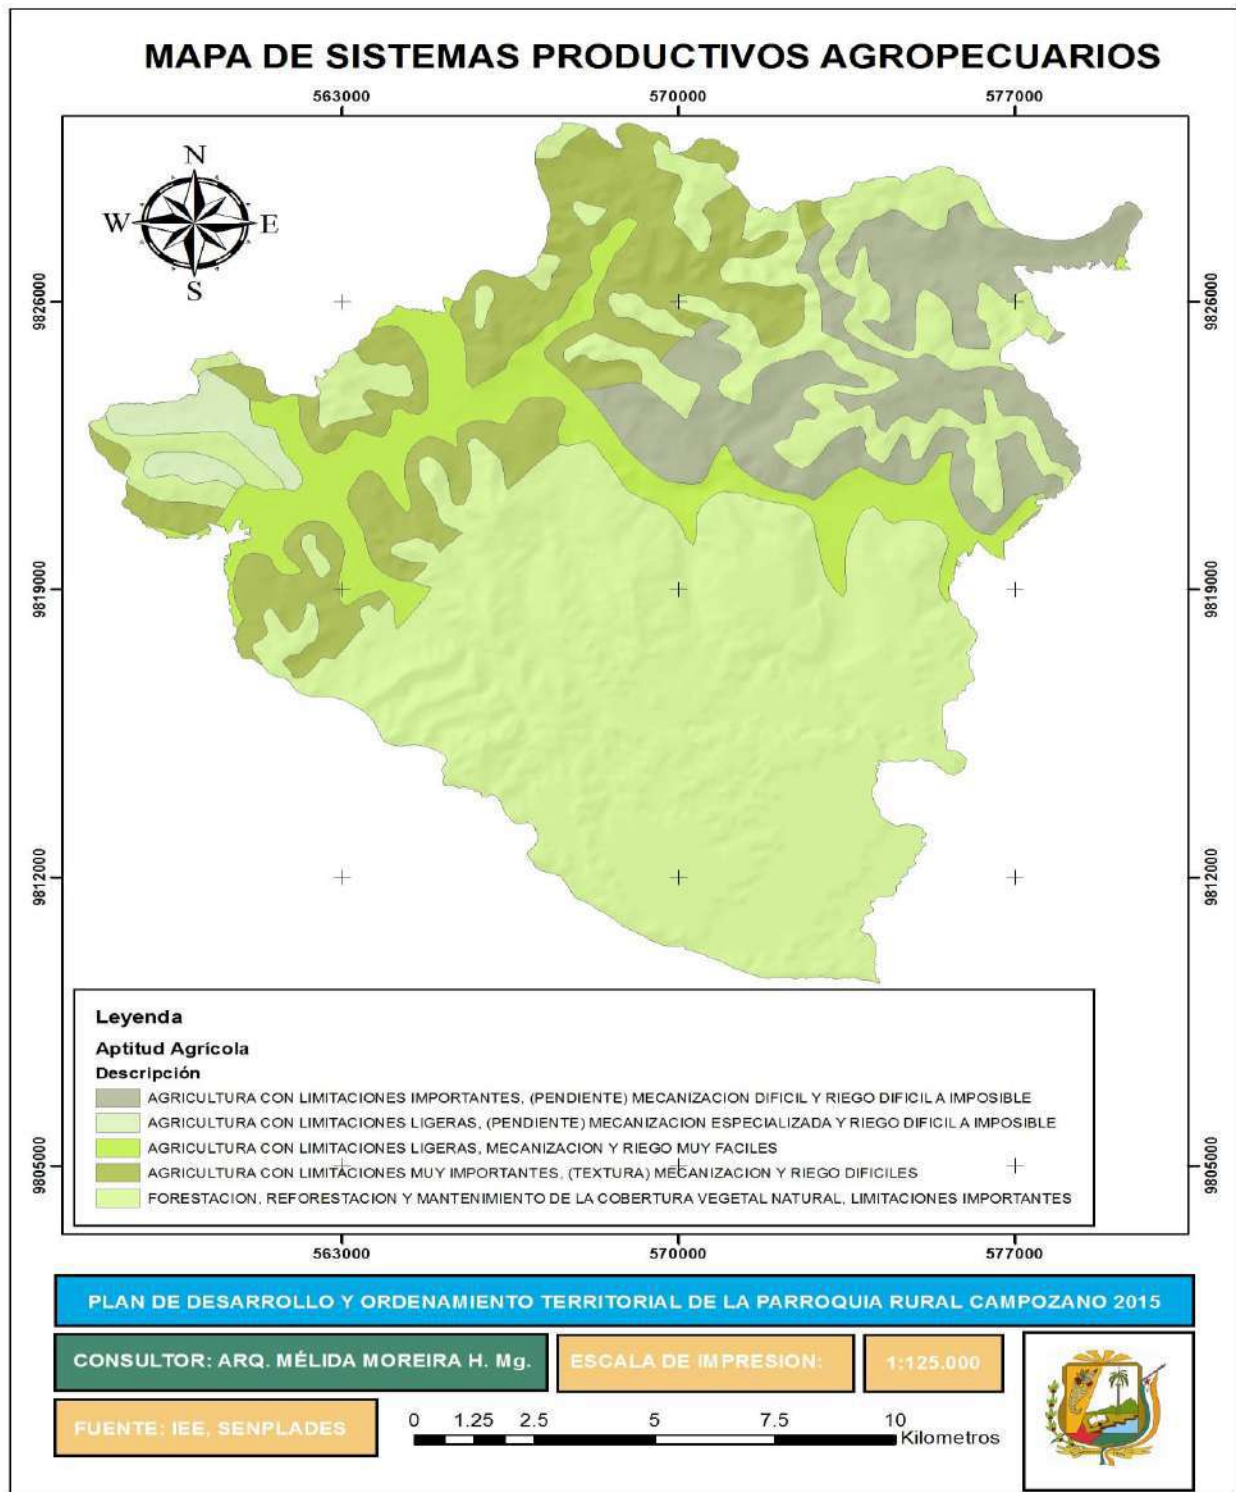 MAPA DE SISTEMAS PRODUCTIVOS AGROPECUARIOS
563000 570000 577000
N
W E
S
9826000 9826000
9819000 9819000
9812000 9812000
9805000 9805000
Leyenda
Aptitud Agrícola
Descripción
AGRICULTURA CON LIMITACIONES IMPORTANTES, (PENDIENTE) MECANIZACION DIFICIL Y RIEGO DIFICIL A IMPOSIBLE
AGRICULTURA CON LIMITACIONES LIGERAS, (PENDIENTE) MECANIZACION ESPECIALIZADA Y RIEGO DIFICIL A IMPOSIBLE
AGRICULTURA CON LIMITACIONES LIGERAS, MECANIZACION Y RIEGO MUY FACILES
AGRICULTURA CON LIMITACIONES MUY IMPORTANTES, (TEXTURA) MECANIZACION Y RIEGO DIFICILES
FORESTACION, REFORESTACION Y MANTENIMIENTO DE LA COBERTURA VEGETAL NATURAL, LIMITACIONES IMPORTANTES
563000 570000 577000
PLAN DE DESARROLLO Y ORDENAMIENTO TERRITORIAL DE LA PARROQUIA RURAL CAMPOZANO 2015
CONSULTOR: ARQ. MÉLIDA MOREIRA H. Mg.
ESCALA DE IMPRESION:
1:125.000
FUENTE: IEE, SENPLADES
0 1.25 2.5 5 7.5 10
Kilometros